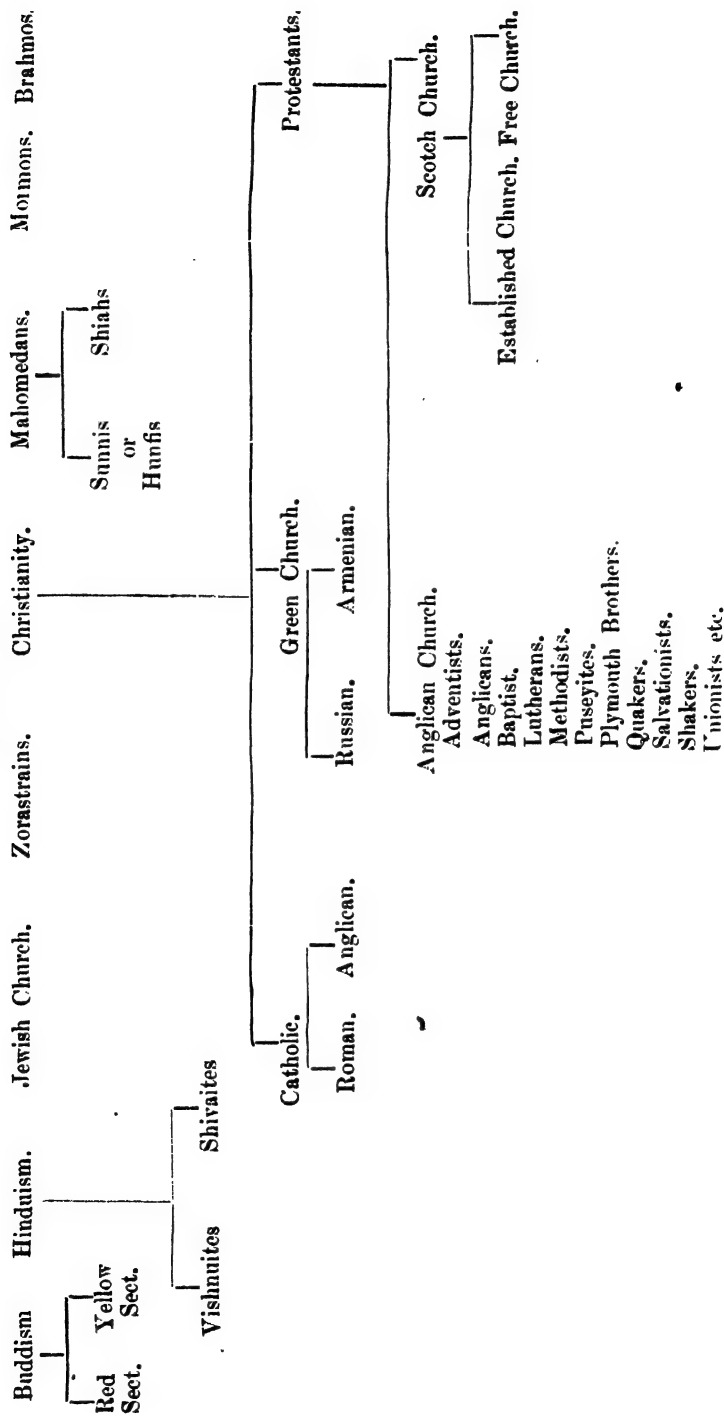 Buddism Hinduism. Jewish Church. Zorastrains. Christianity. Mahomedans. Mormons. Brahmos.
Red Sect.
Yellow Sect.
Vishnuites Shivaites
Sunnis or Hunfis
Shiahs
Catholic. Green Church. Protestants.
Roman. Anglican. Russian. Armenian.
Anglican Church. Scotch Church.
Adventists.
Anglicans.
Baptist.
Lutherans.
Methodists.
Puseyites.
Plymouth Brothers.
Quakers.
Salvationists.
Shakers.
Unionists etc.
Established Church. Free Church.